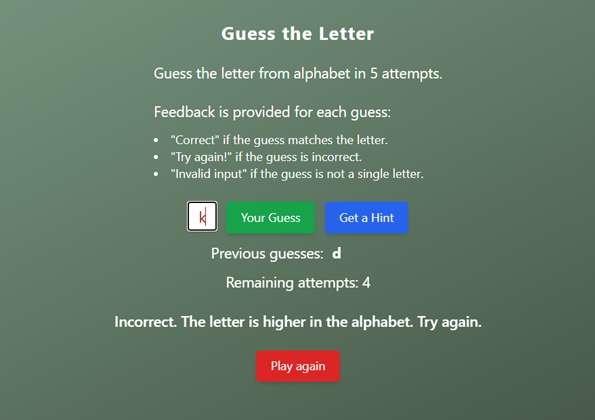 Guess the Letter
Guess the letter from alphabet in 5 attempts.
Feedback is provided for each guess:
• "Correct" if the guess matches the letter.
• "Try again!" if the guess is incorrect.
• "Invalid input" if the guess is not a single letter.
k Your Guess Get a Hint
Previous guesses: d
Remaining attempts: 4
Incorrect. The letter is higher in the alphabet. Try again.
Play again